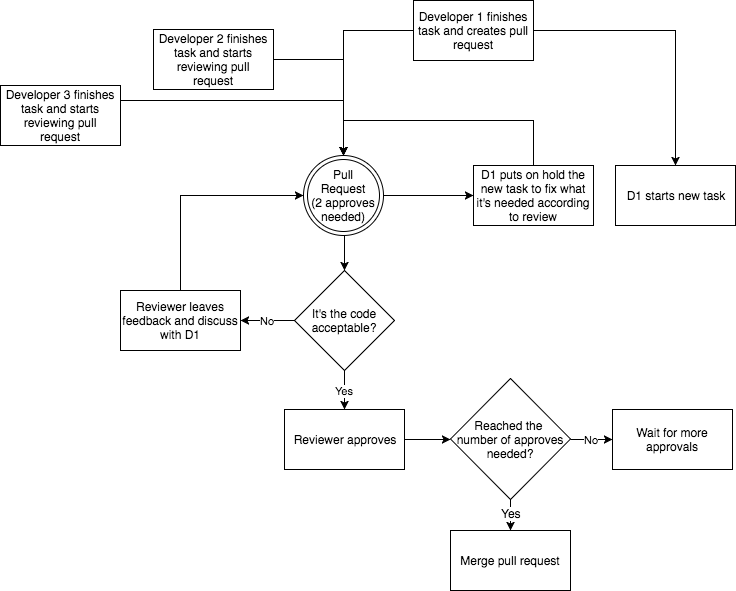 Developer 1 finishes
task and creates pull
request
Developer 2 finishes
task and starts
reviewing pull
request
Developer 3 finishes
task and starts
reviewing pull
request
Pull
Request
(2 approves
needed)
D1 puts on hold the
new task to fix what
it's needed according
to review
D1 starts new task
Reviewer leaves
feedback and discuss
with D1
No
It's the code
acceptable?
Yes
Reviewer approves
Reached the
number of approves
needed?
No
Wait for more
approvals
Yes
Merge pull request